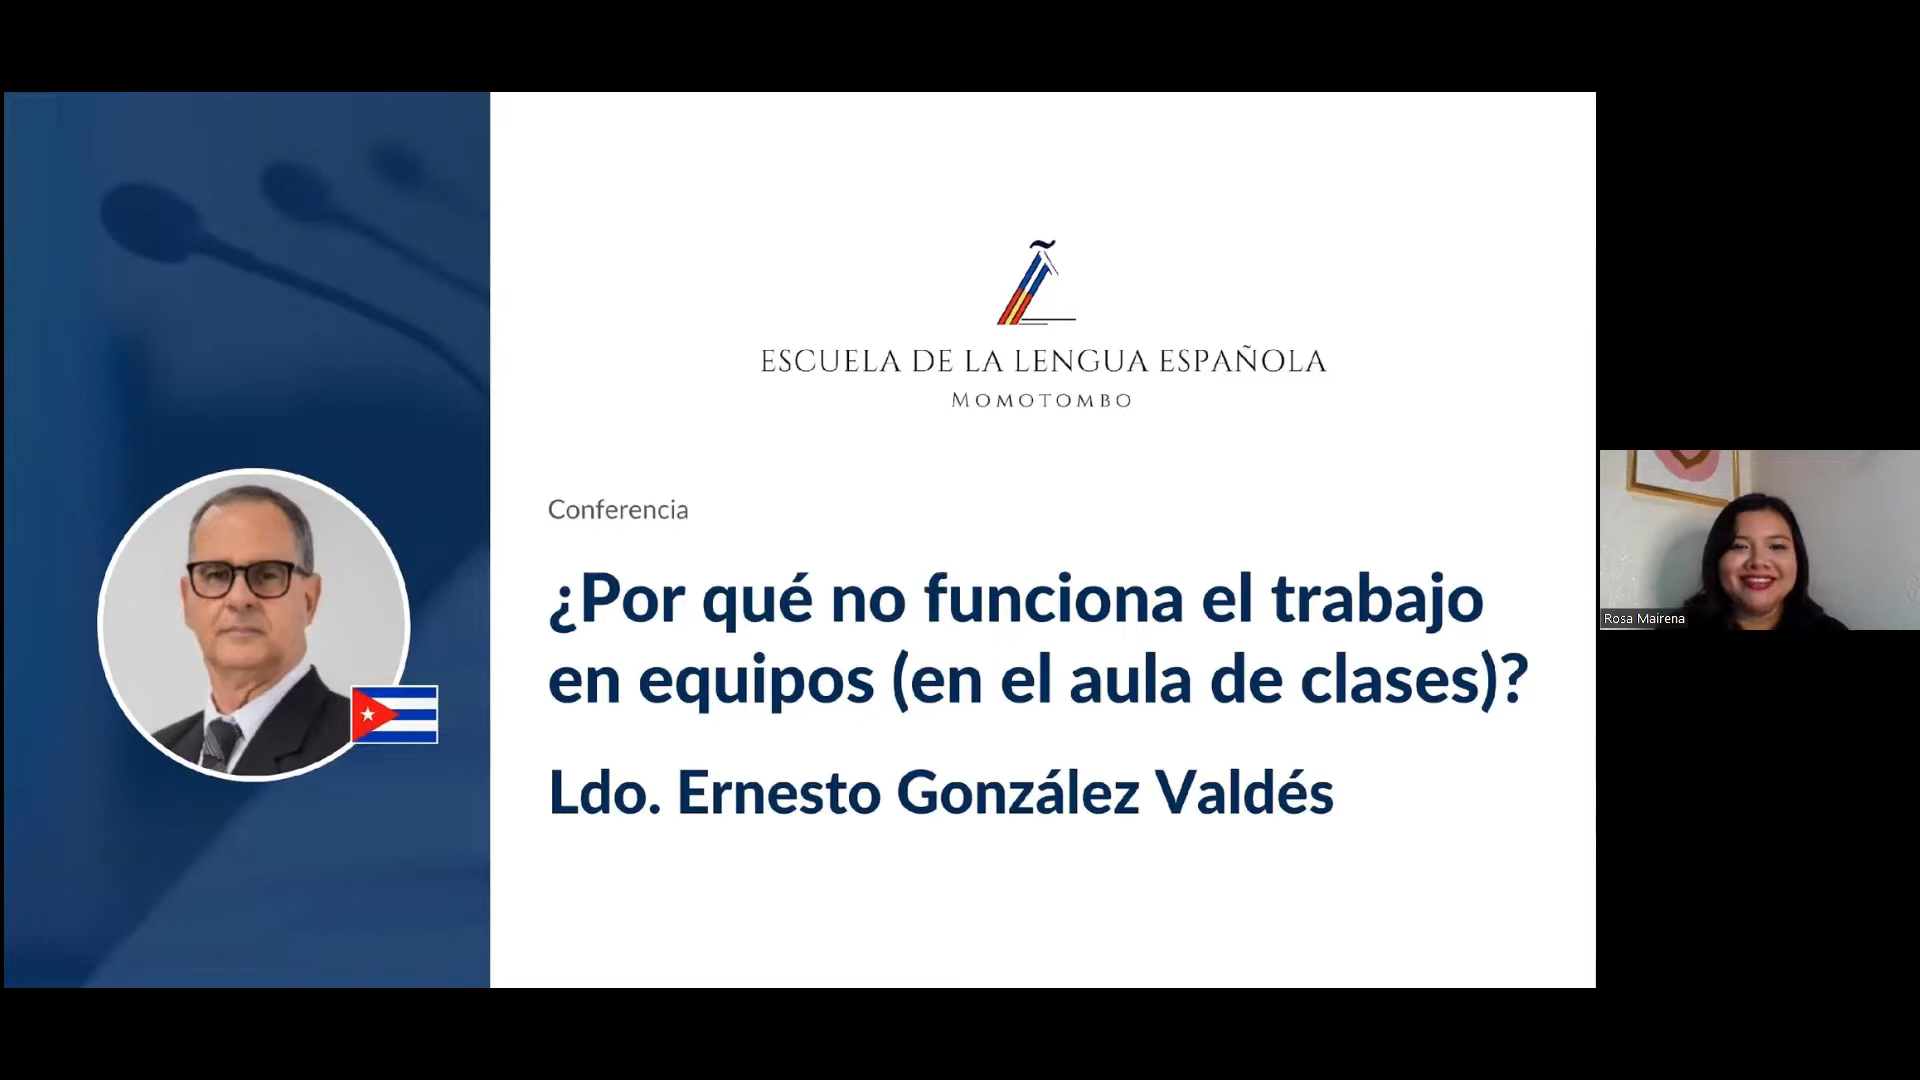 ESCUELA DE LA LENGUA ESPAÑOLA
MOMOTOMBO
Conferencia
¿Por qué no funciona el trabajo
en equipos (en el aula de clases)?
Ldo. Ernesto González Valdés
Rosa Mairena